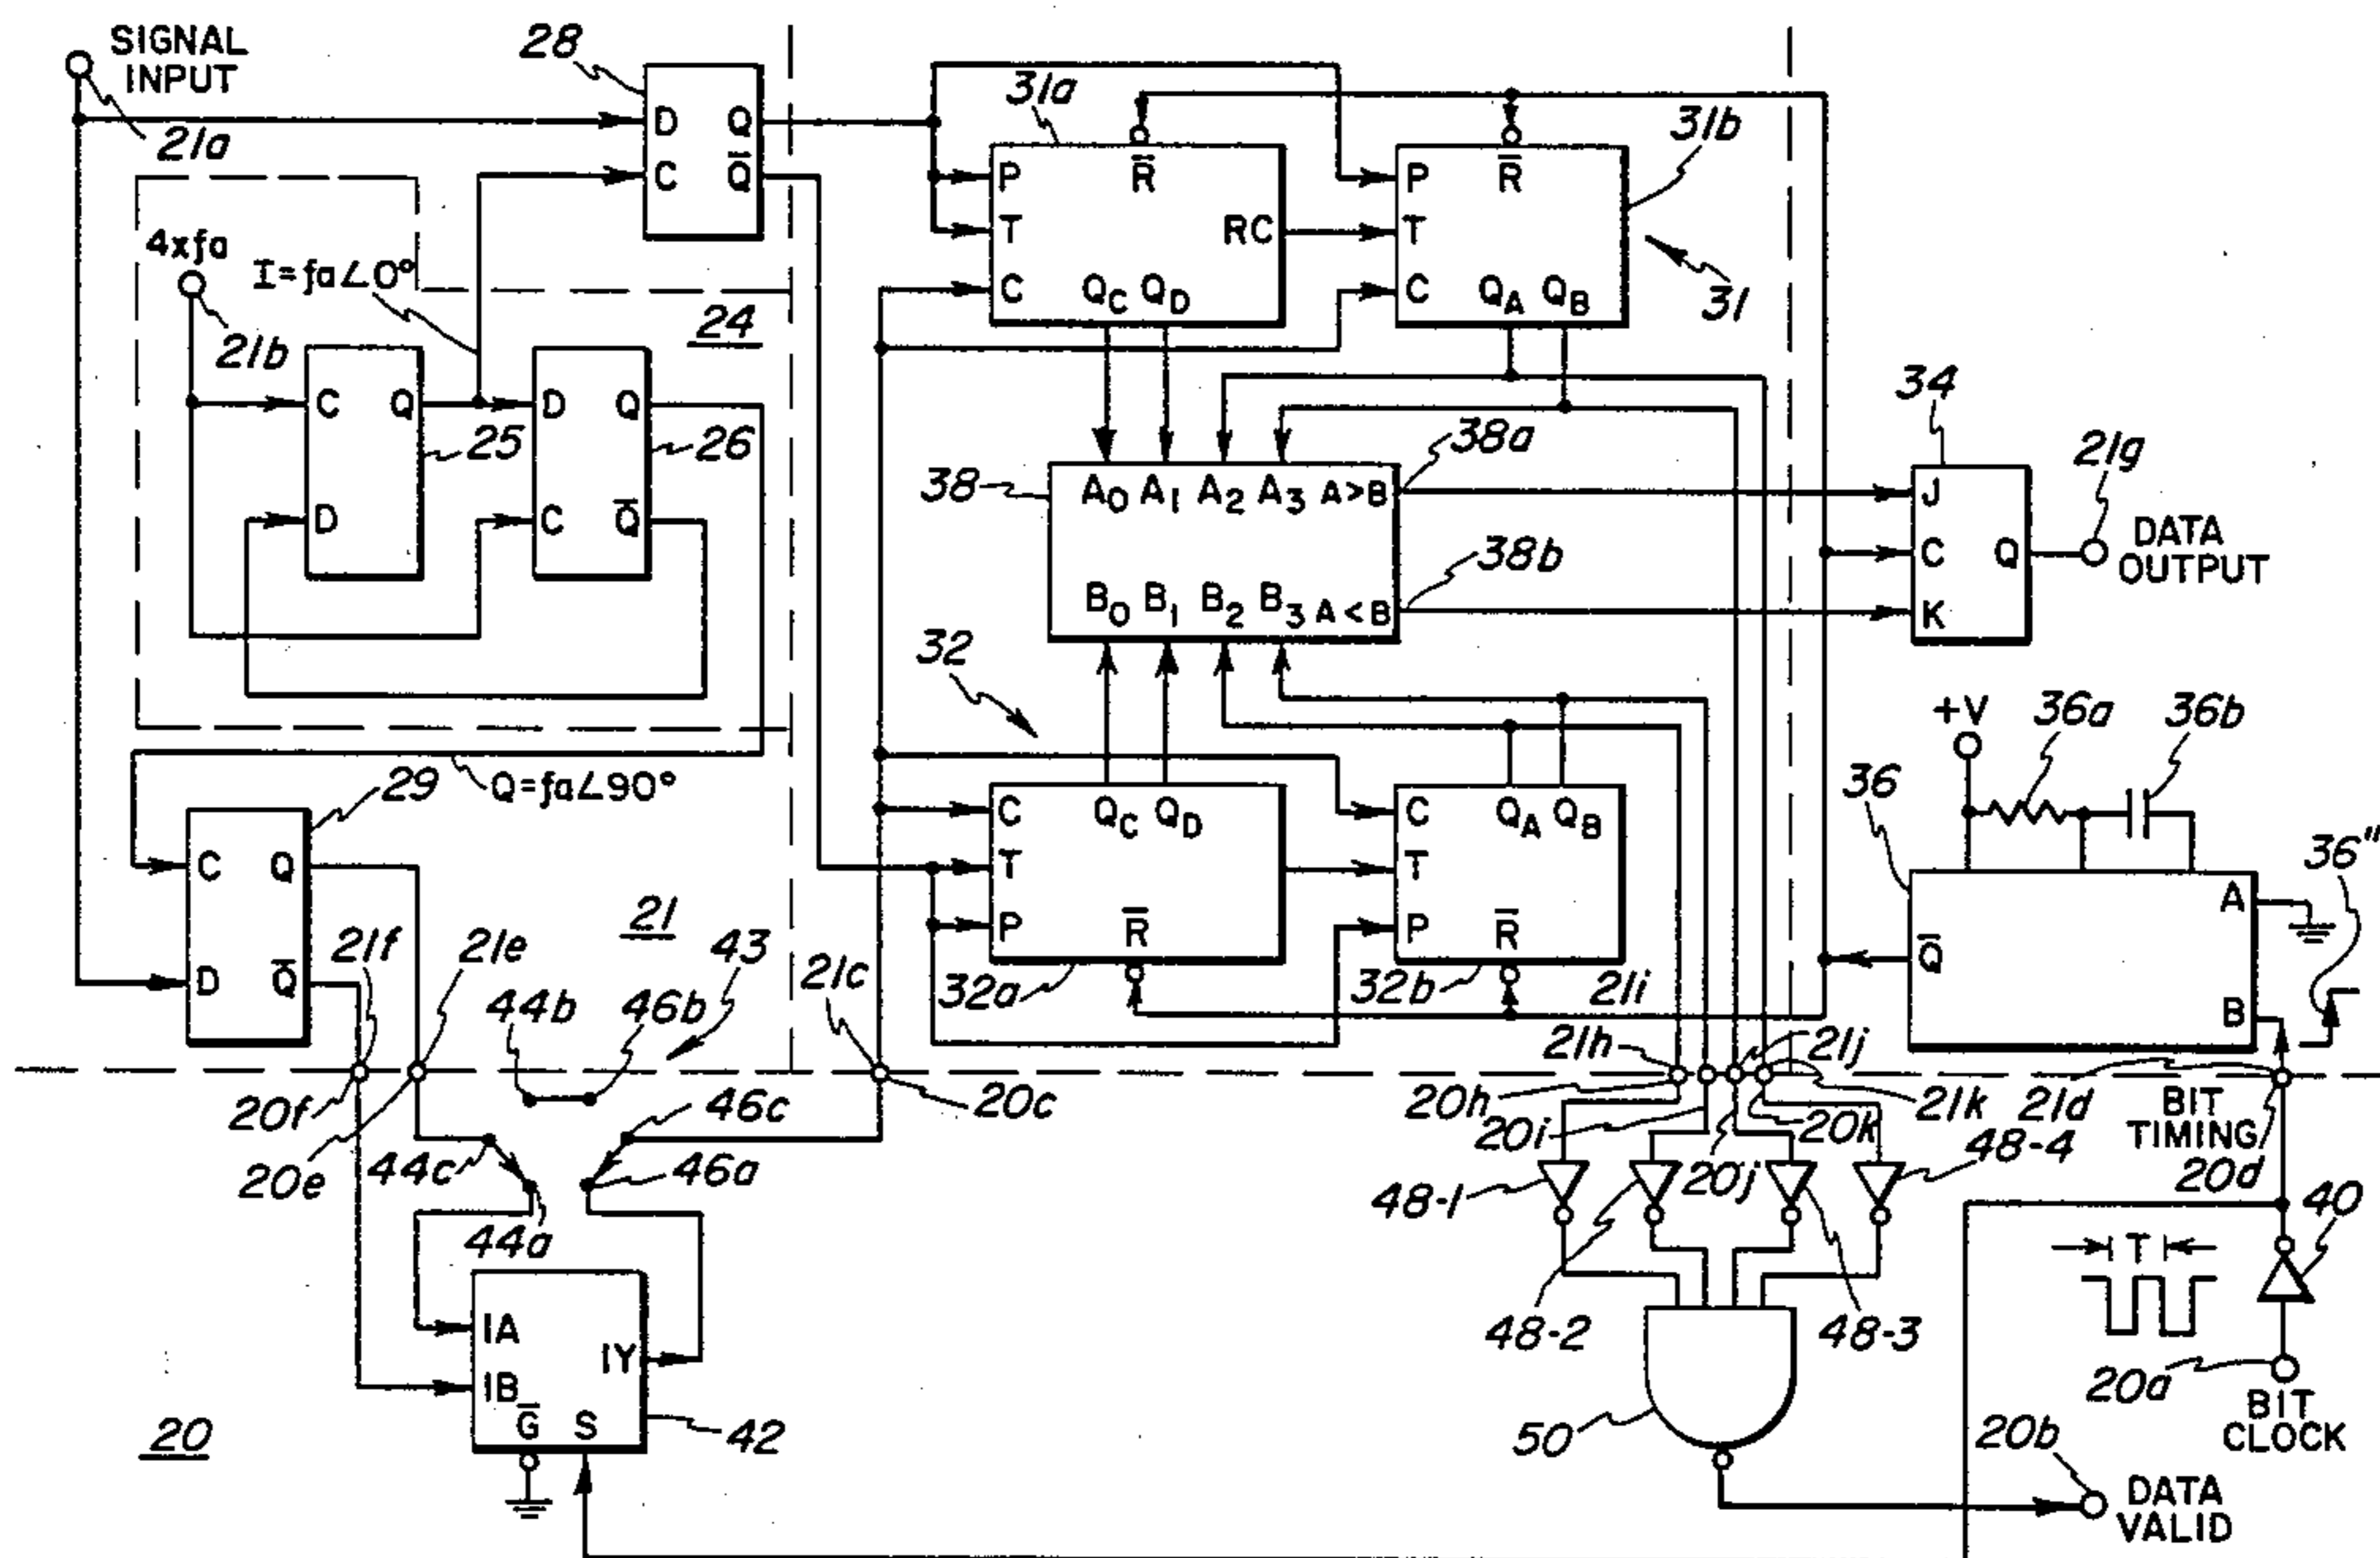 SIGNAL
INPUT
21a
28
D Q
C Q̄
4xfa
I=fa∠0°
21b
24
C Q
D
25
D Q
C Q̄
26
Q=fa∠90°
29
C Q
D Q̄
21
21f
21e
43
44b
46b
20f
20e
44c
44a
46c
46a
21c
20c
1A
1B
1Y
G̅ S
42
20
31a
P R̄
T RC
C QC QD
31b
P R̄
T
C QA QB
31
38
A0 A1 A2 A3 A>B
38a
B0 B1 B2 B3 A<B
38b
32
C QC QD
T
P R̄
32a
C QA QB
T
P R̄
32b
34
J
C Q
K
21g
DATA
OUTPUT
+V
36a
36b
36
36"
A
Q̄
B
21i
21h
21j
20h
20i
20j
20k
21k
21d
BIT
TIMING
20d
48-1
48-2
48-3
48-4
40
T
20a
BIT
CLOCK
50
20b
DATA
VALID